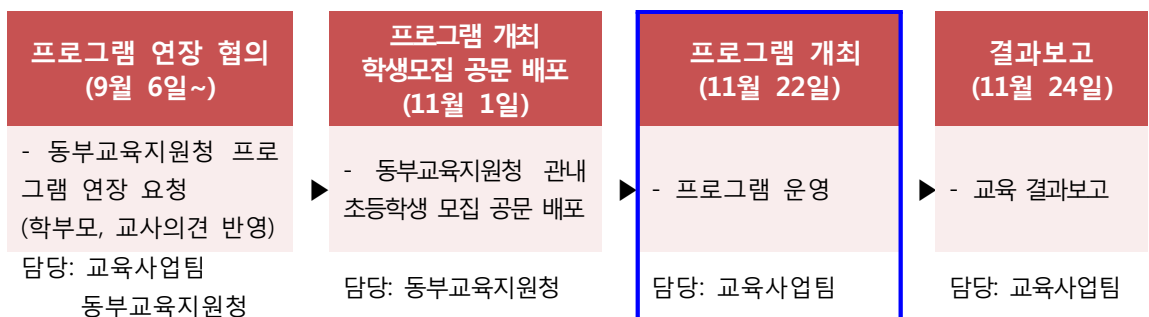 프로그램 연장 협의
(9월 6일~)
- 동부교육지원청 프로
그램 연장 요청
(학부모, 교사의견 반영)
담당: 교육사업팀
동부교육지원청
프로그램 개최
학생모집 공문 배포
(11월 1일)
- 동부교육지원청 관내
초등학생 모집 공문 배포
담당: 동부교육지원청
프로그램 개최
(11월 22일)
- 프로그램 운영
담당: 교육사업팀
결과보고
(11월 24일)
- 교육 결과보고
담당: 교육사업팀